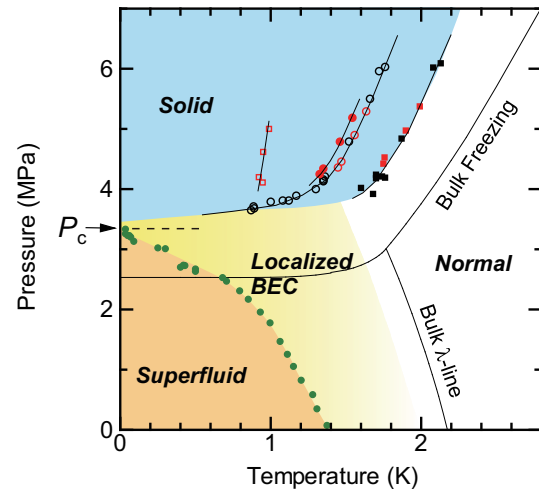 6
4
2
0
Pressure (MPa)
Pc
Solid
Localized
BEC
Superfluid
Normal
Bulk Freezing
Bulk λ-line
0
1
2
Temperature (K)